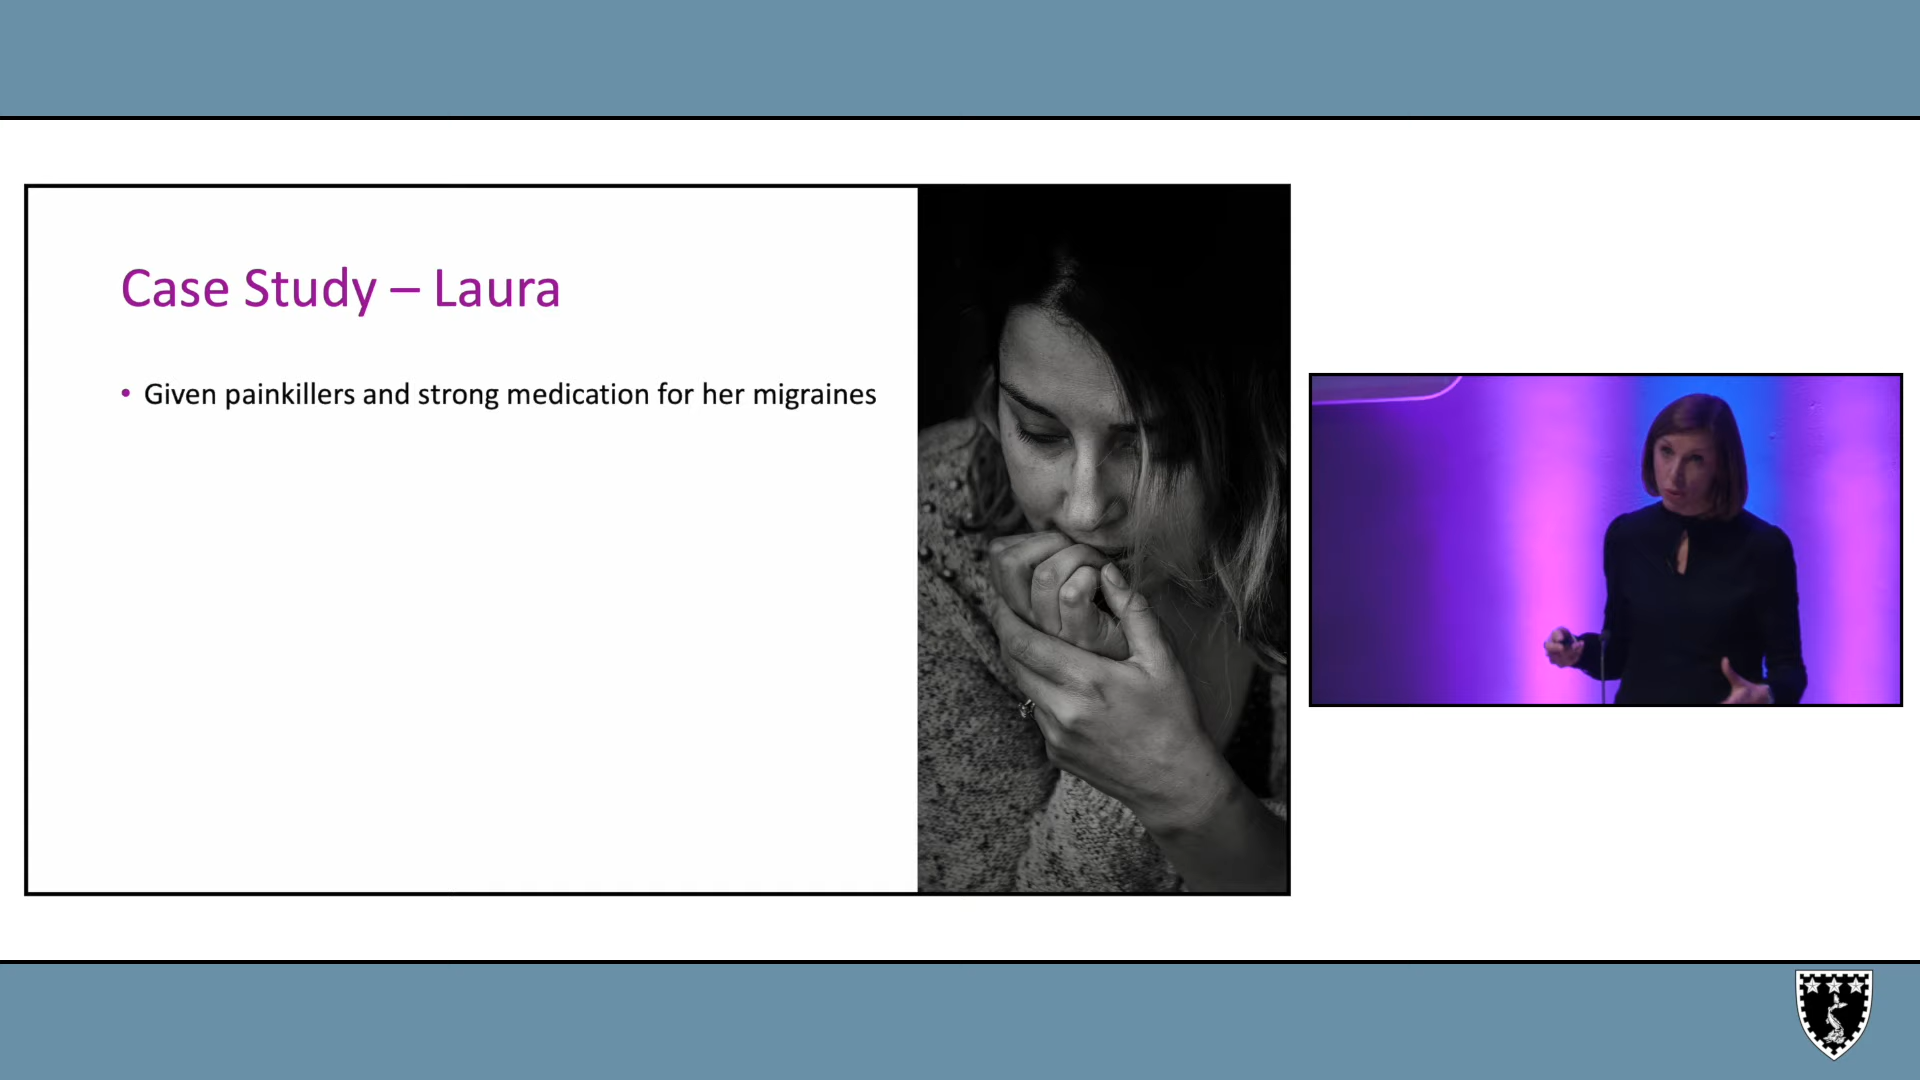 Case Study – Laura
• Given painkillers and strong medication for her migraines